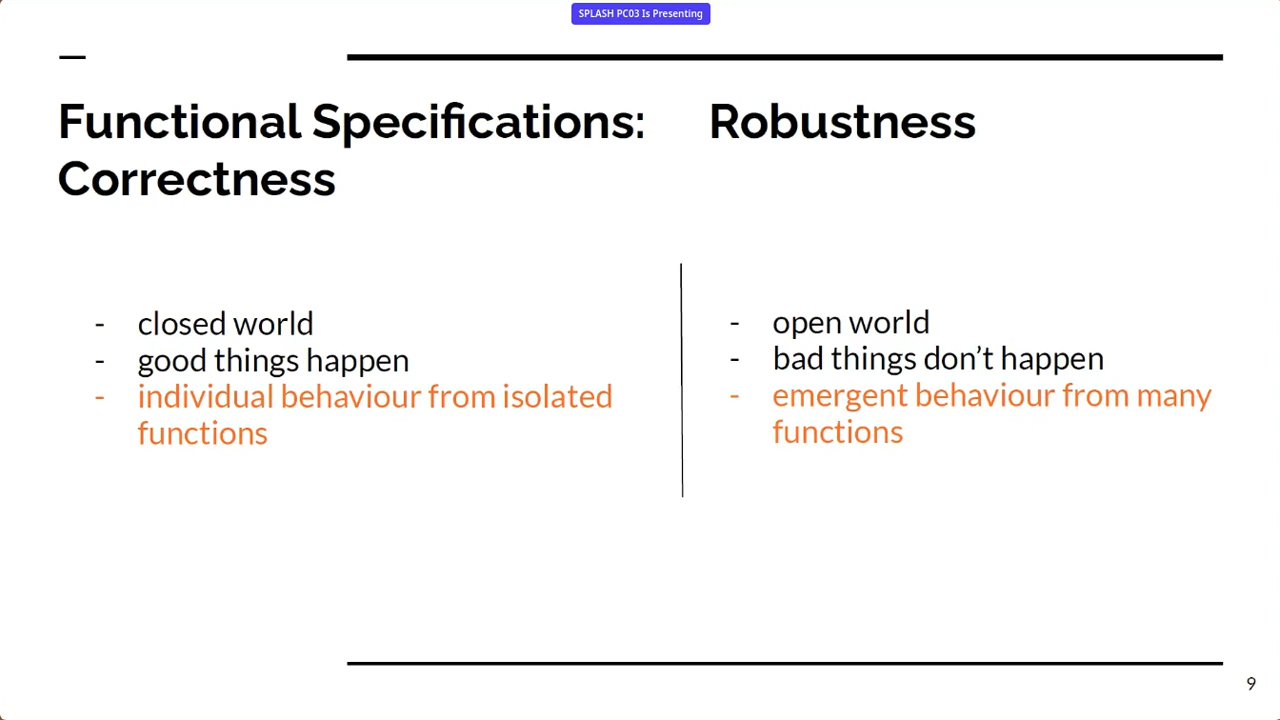 SPLASH PC03 Is Presenting
Functional Specifications:
Correctness
- closed world
- good things happen
- individual behaviour from isolated
functions
Robustness
- open world
- bad things don’t happen
- emergent behaviour from many
functions
9